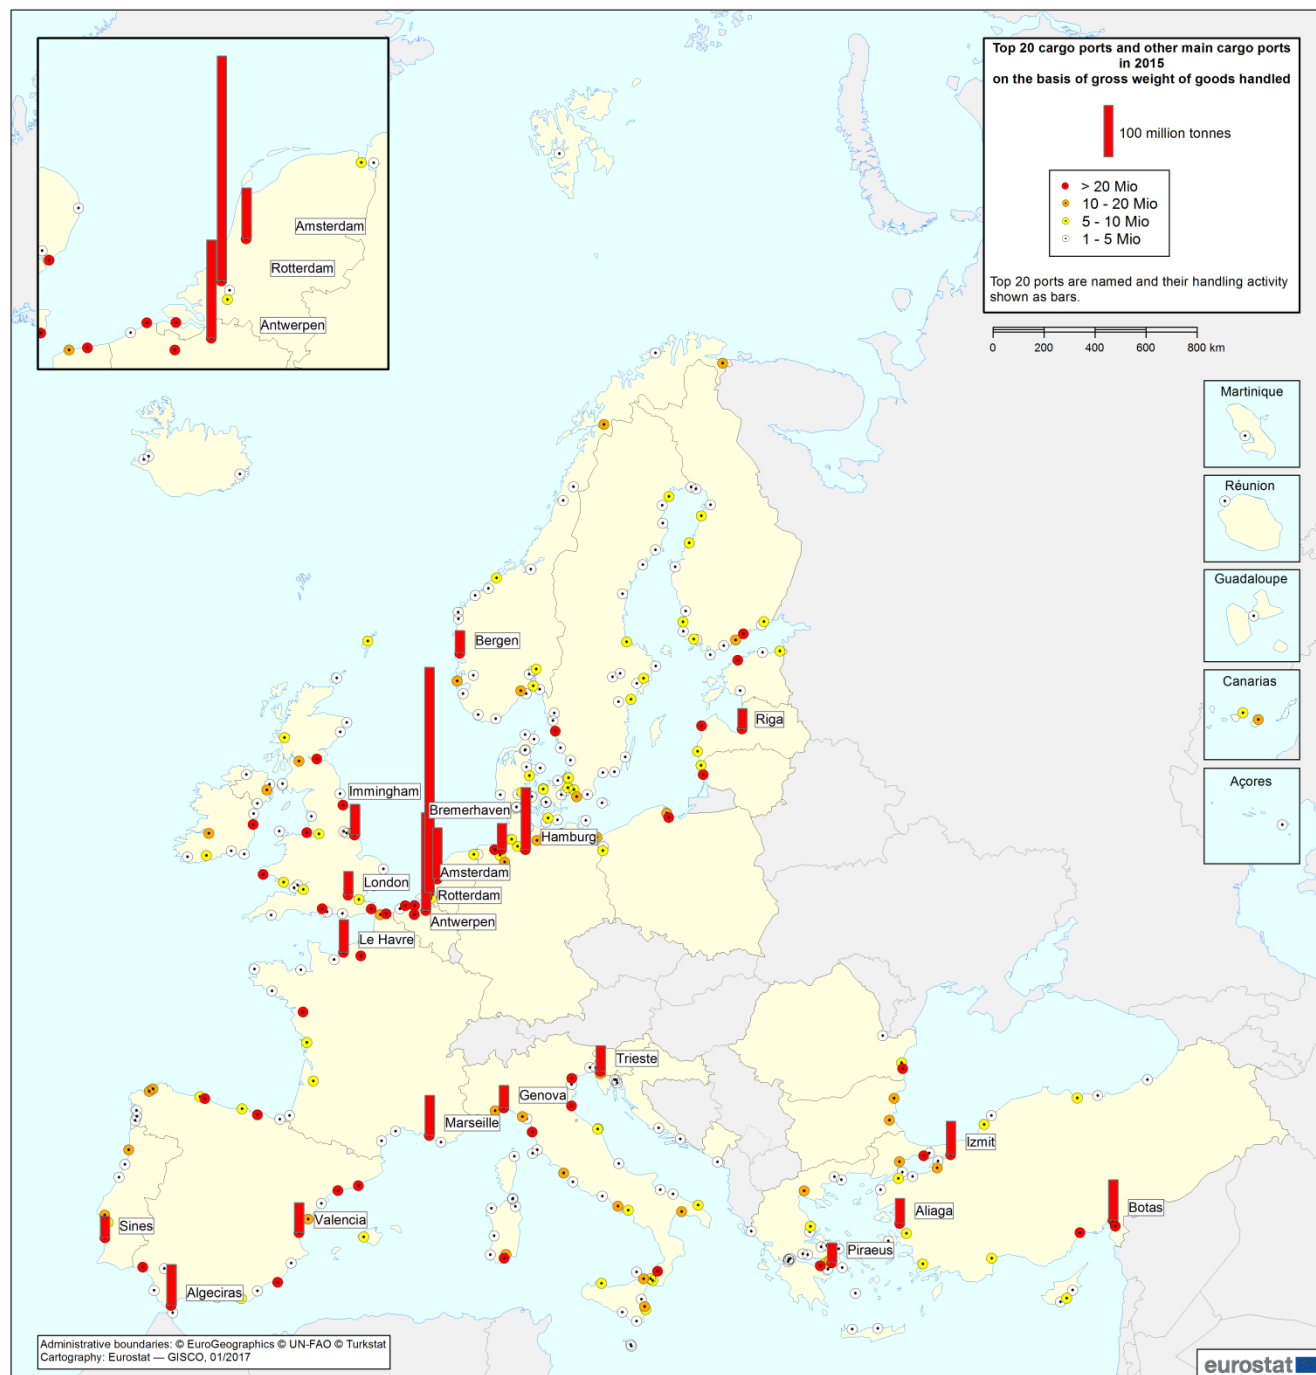 Top 20 cargo ports and other main cargo ports
in 2015
on the basis of gross weight of goods handled
100 million tonnes
> 20 Mio
10 - 20 Mio
5 - 10 Mio
1 - 5 Mio
Top 20 ports are named and their handling activity
shown as bars.
0 200 400 600 800 km
Amsterdam
Rotterdam
Antwerpen
Martinique
Réunion
Guadaloupe
Canarias
Açores
Bergen
Riga
Immingham
Bremerhaven
Hamburg
Amsterdam
London
Rotterdam
Antwerpen
Le Havre
Trieste
Genova
Marseille
Izmit
Botas
Aliaga
Valencia
Sines
Piraeus
Algeciras
Administrative boundaries: © EuroGeographics © UN-FAO © Turkstat
Cartography: Eurostat — GISCO, 01/2017
eurostat